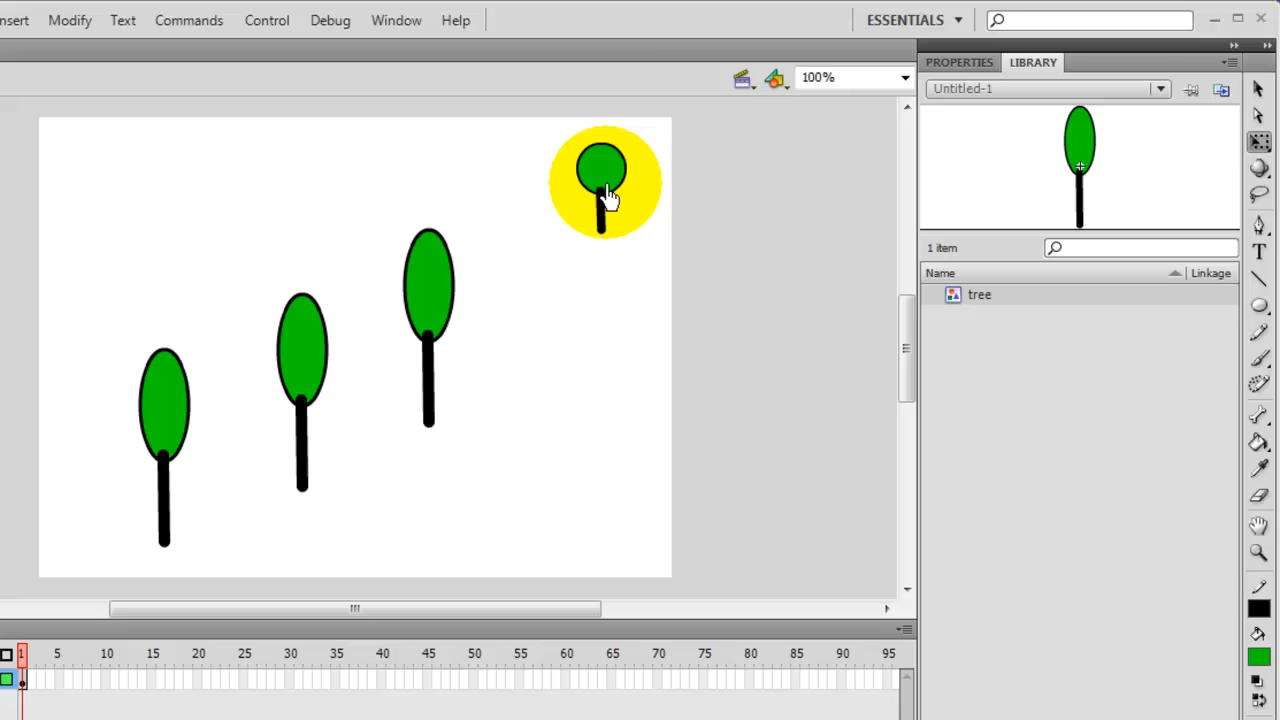 nsert Modify Text Commands Control Debug Window Help ESSENTIALS
100%
PROPERTIES LIBRARY
Untitled-1
1 item
Name Linkage
tree
T
1 5 10 15 20 25 30 35 40 45 50 55 60 65 70 75 80 85 90 95